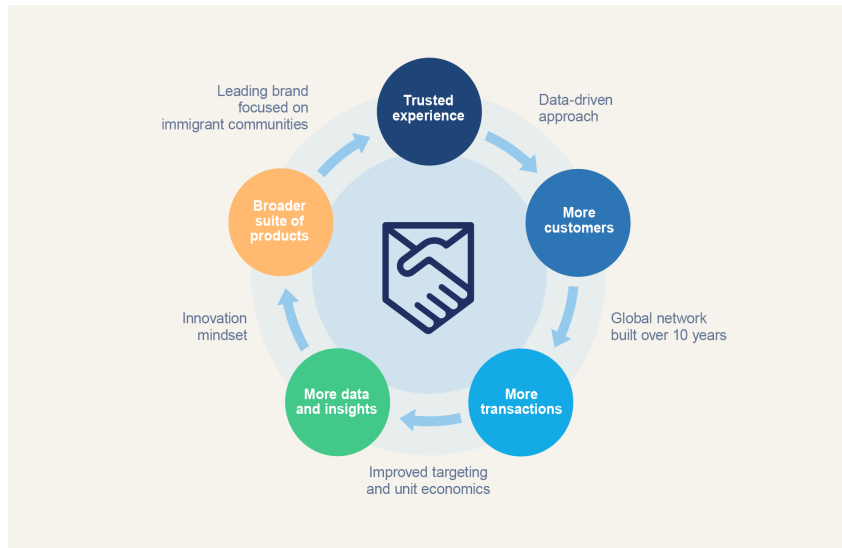 Trusted
experience
Data-driven
approach
More
customers
Global network
built over 10 years
More
transactions
Improved targeting
and unit economics
More data
and insights
Innovation
mindset
Broader
suite of
products
Leading brand
focused on
immigrant communities